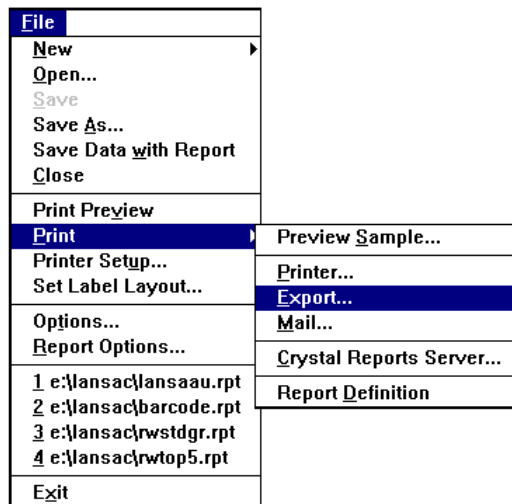 File
New
Open...
Save
Save As...
Save Data with Report
Close
Print Preview
Print
Printer Setup...
Set Label Layout...
Options...
Report Options...
1 e:\lansac\lansaau.rpt
2 e:\lansac\barcode.rpt
3 e:\lansac\rwstdgr.rpt
4 e:\lansac\rwtop5.rpt
Exit
Preview Sample...
Printer...
Export...
Mail...
Crystal Reports Server...
Report Definition